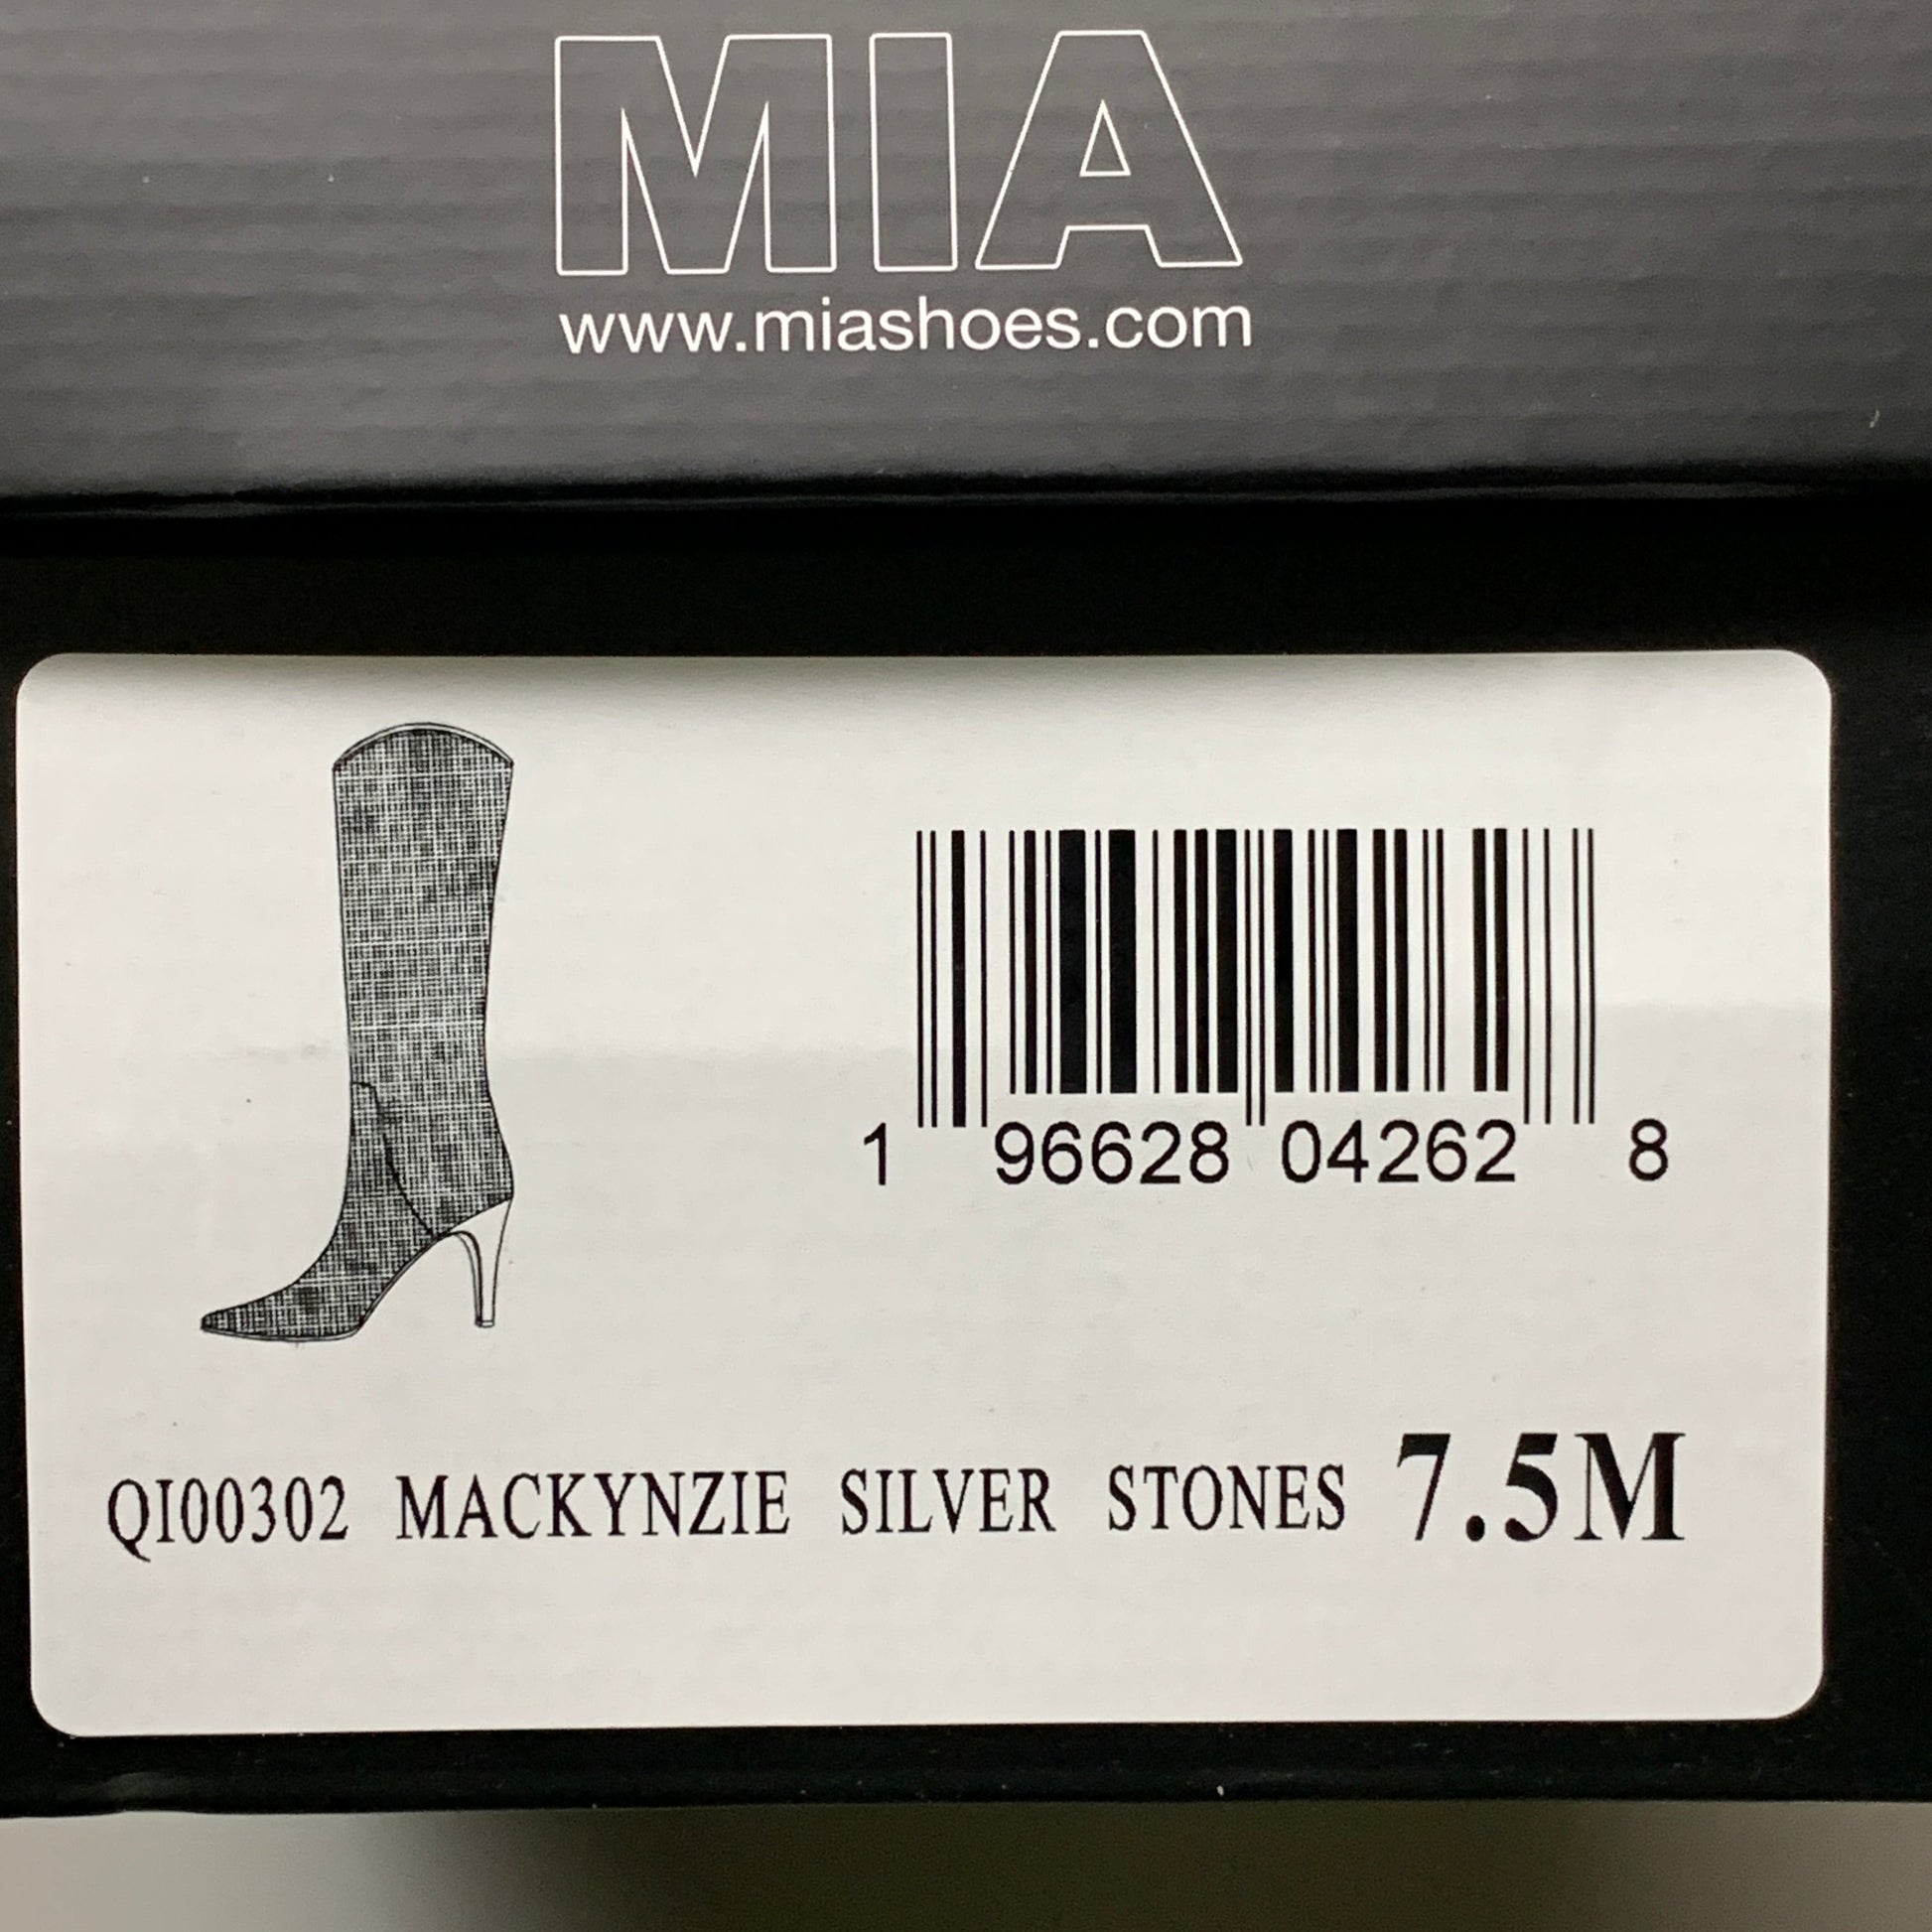 MIA
www.miashoes.com
1 96628 04262 8
QI00302 MACKYNZIE SILVER STONES 7.5M